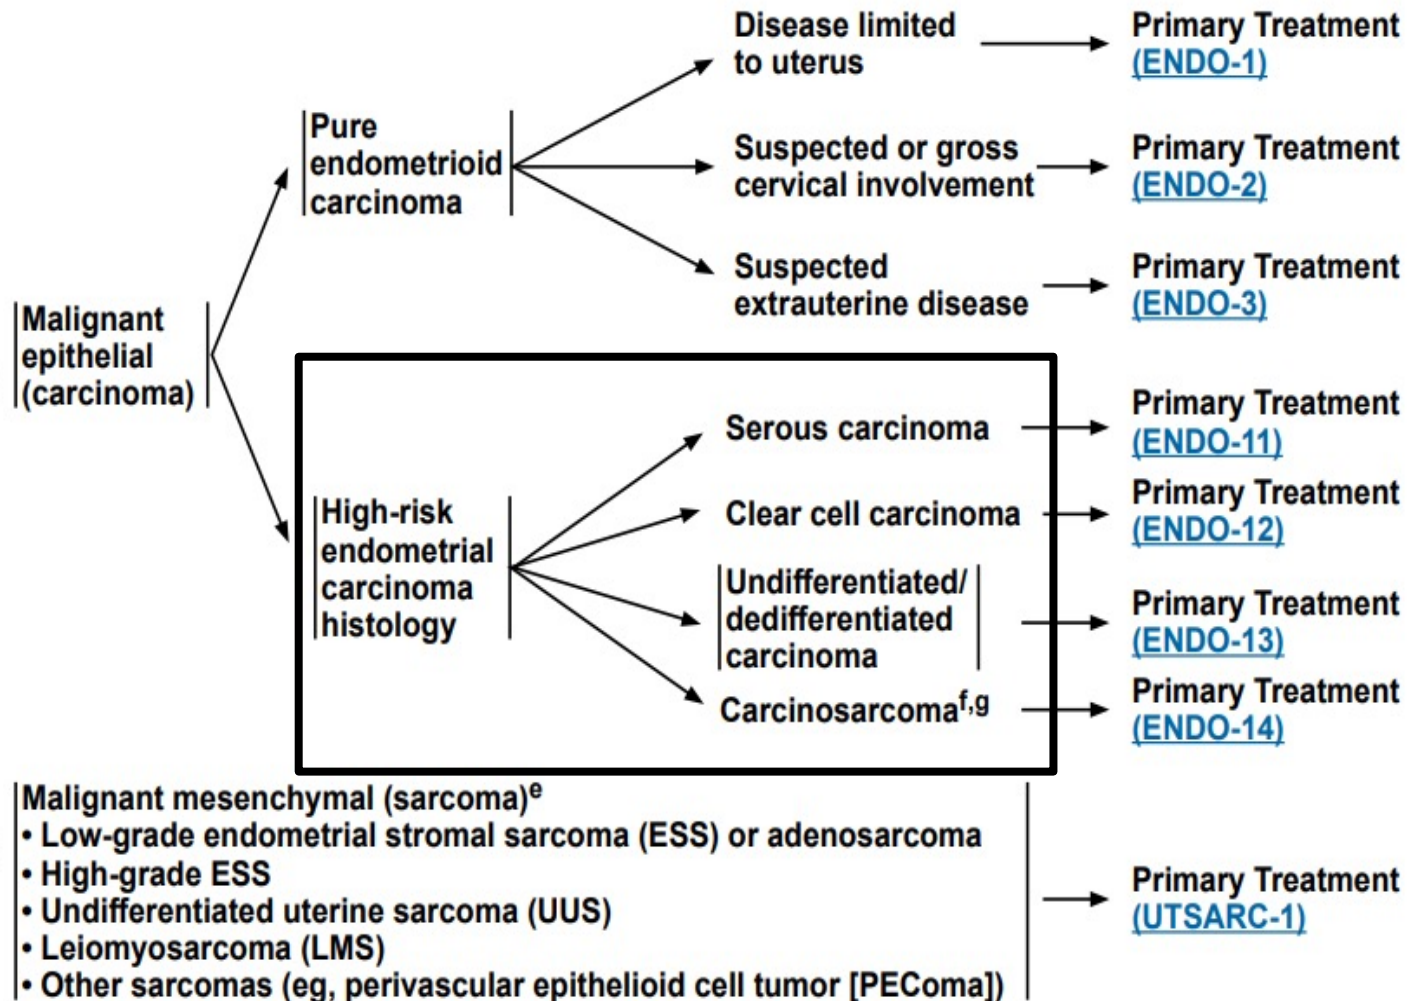 Malignant
epithelial
(carcinoma)
Pure
endometrioid
carcinoma
Disease limited
to uterus
Primary Treatment
(ENDO-1)
Suspected or gross
cervical involvement
Primary Treatment
(ENDO-2)
Suspected
extrauterine disease
Primary Treatment
(ENDO-3)
High-risk
endometrial
carcinoma
histology
Serous carcinoma
Primary Treatment
(ENDO-11)
Clear cell carcinoma
Primary Treatment
(ENDO-12)
Undifferentiated/
dedifferentiated
carcinoma
Primary Treatment
(ENDO-13)
Carcinosarcomaf,g
Primary Treatment
(ENDO-14)
Malignant mesenchymal (sarcoma)e
• Low-grade endometrial stromal sarcoma (ESS) or adenosarcoma
• High-grade ESS
• Undifferentiated uterine sarcoma (UUS)
• Leiomyosarcoma (LMS)
• Other sarcomas (eg, perivascular epithelioid cell tumor [PEComa])
Primary Treatment
(UTSARC-1)